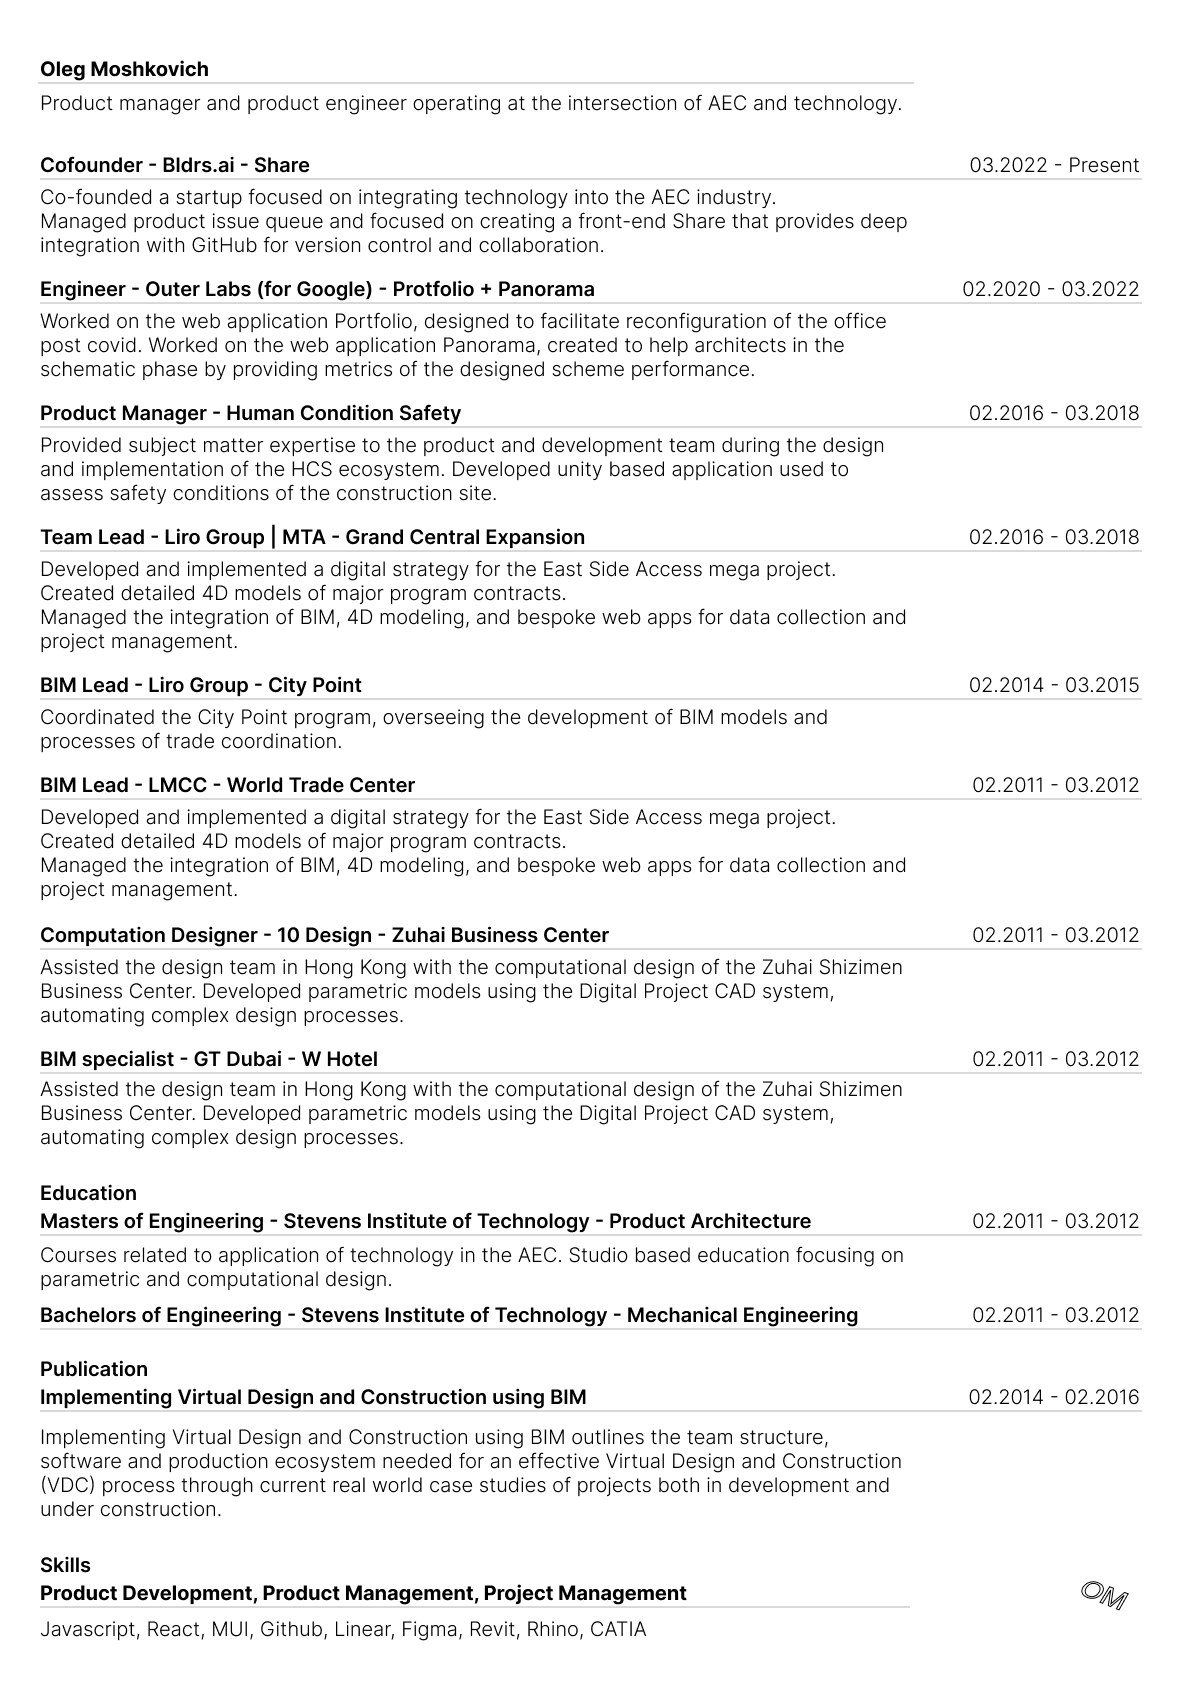 Oleg Moshkovich
Product manager and product engineer operating at the intersection of AEC and technology.
Cofounder - Bldrs.ai - Share 03.2022 - Present
Co-founded a startup focused on integrating technology into the AEC industry.
Managed product issue queue and focused on creating a front-end Share that provides deep
integration with GitHub for version control and collaboration.
Engineer - Outer Labs (for Google) - Protfolio + Panorama 02.2020 - 03.2022
Worked on the web application Portfolio, designed to facilitate reconfiguration of the office
post covid. Worked on the web application Panorama, created to help architects in the
schematic phase by providing metrics of the designed scheme performance.
Product Manager - Human Condition Safety 02.2016 - 03.2018
Provided subject matter expertise to the product and development team during the design
and implementation of the HCS ecosystem. Developed unity based application used to
assess safety conditions of the construction site.
Team Lead - Liro Group | MTA - Grand Central Expansion 02.2016 - 03.2018
Developed and implemented a digital strategy for the East Side Access mega project.
Created detailed 4D models of major program contracts.
Managed the integration of BIM, 4D modeling, and bespoke web apps for data collection and
project management.
BIM Lead - Liro Group - City Point 02.2014 - 03.2015
Coordinated the City Point program, overseeing the development of BIM models and
processes of trade coordination.
BIM Lead - LMCC - World Trade Center 02.2011 - 03.2012
Developed and implemented a digital strategy for the East Side Access mega project.
Created detailed 4D models of major program contracts.
Managed the integration of BIM, 4D modeling, and bespoke web apps for data collection and
project management.
Computation Designer - 10 Design - Zuhai Business Center 02.2011 - 03.2012
Assisted the design team in Hong Kong with the computational design of the Zuhai Shizimen
Business Center. Developed parametric models using the Digital Project CAD system,
automating complex design processes.
BIM specialist - GT Dubai - W Hotel 02.2011 - 03.2012
Assisted the design team in Hong Kong with the computational design of the Zuhai Shizimen
Business Center. Developed parametric models using the Digital Project CAD system,
automating complex design processes.
Education
Masters of Engineering - Stevens Institute of Technology - Product Architecture 02.2011 - 03.2012
Courses related to application of technology in the AEC. Studio based education focusing on
parametric and computational design.
Bachelors of Engineering - Stevens Institute of Technology - Mechanical Engineering 02.2011 - 03.2012
Publication
Implementing Virtual Design and Construction using BIM 02.2014 - 02.2016
Implementing Virtual Design and Construction using BIM outlines the team structure,
software and production ecosystem needed for an effective Virtual Design and Construction
(VDC) process through current real world case studies of projects both in development and
under construction.
Skills
Product Development, Product Management, Project Management
OM
Javascript, React, MUI, Github, Linear, Figma, Revit, Rhino, CATIA